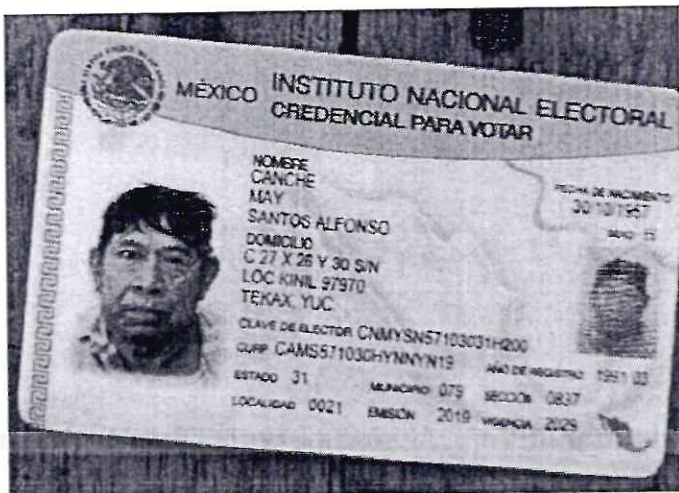 MÉXICO INSTITUTO NACIONAL ELECTORAL
CREDENCIAL PARA VOTAR
NOMBRE
CANCHE
MAY
SANTOS ALFONSO
FECHA DE NACIMIENTO
30/10/1957
SEXO H
DOMICILIO
C 27 X 26 Y 30 S/N
LOC KINIL 97970
TEKAX, YUC.
CLAVE DE ELECTOR CNMYSN57103031H200
CURP CAMS571030HYNNYN19 AÑO DE REGISTRO 1991 03
ESTADO 31 MUNICIPIO 079 SECCIÓN 0837
LOCALIDAD 0021 EMISIÓN 2019 VIGENCIA 2029